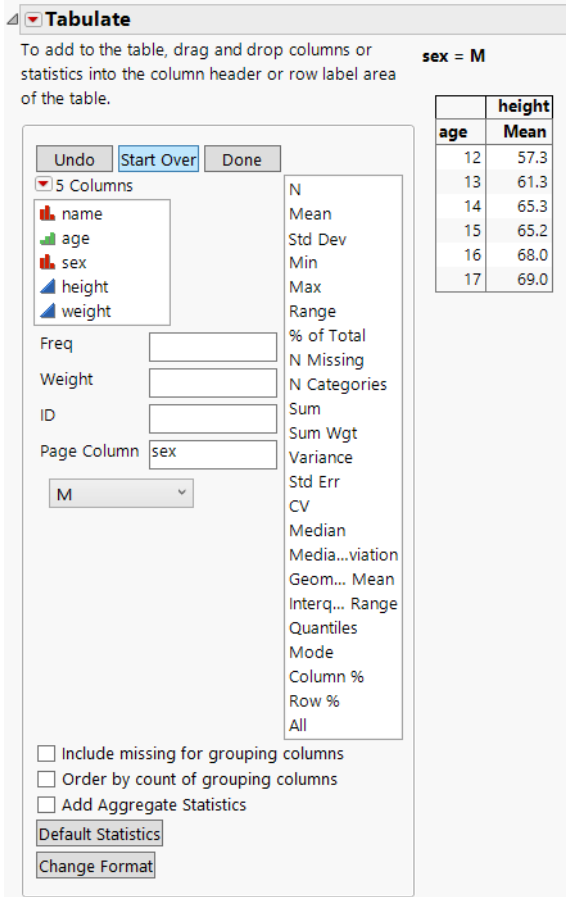 Tabulate
To add to the table, drag and drop columns or
statistics into the column header or row label area
of the table.
Undo Start Over Done
5 Columns
name
age
sex
height
weight
Freq
Weight
ID
Page Column sex
M
N
Mean
Std Dev
Min
Max
Range
% of Total
N Missing
N Categories
Sum
Sum Wgt
Variance
Std Err
CV
Median
Media...viation
Geom... Mean
Interq... Range
Quantiles
Mode
Column %
Row %
All
Include missing for grouping columns
Order by count of grouping columns
Add Aggregate Statistics
Default Statistics
Change Format
sex = M
height
age Mean
12 57.3
13 61.3
14 65.3
15 65.2
16 68.0
17 69.0